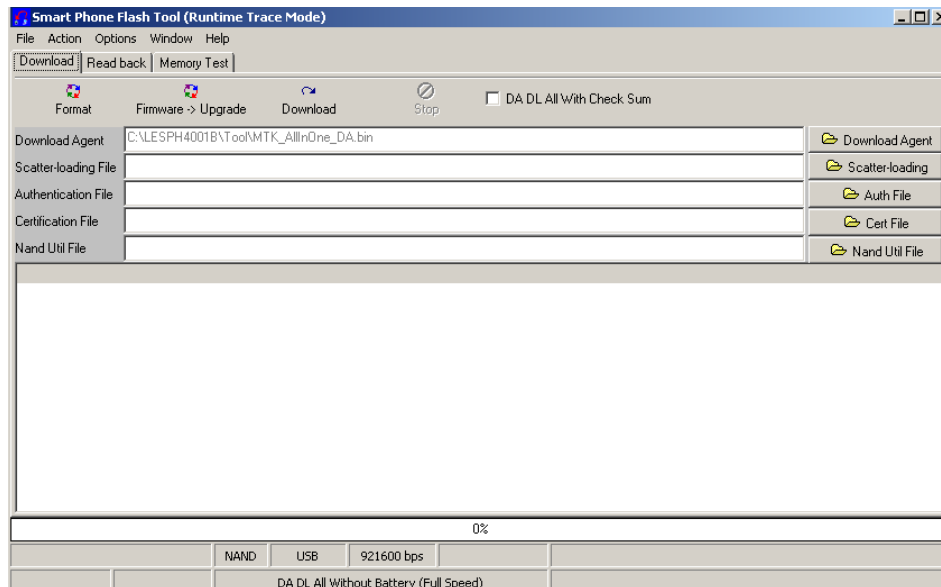 Smart Phone Flash Tool (Runtime Trace Mode)
File Action Options Window Help
Download Read back Memory Test
Format Firmware -> Upgrade Download Stop DA DL All With Check Sum
Download Agent C:\LESPH4001B\Tool\MTK_AllInOne_DA.bin Download Agent
Scatter-loading File Scatter-loading
Authentication File Auth File
Certification File Cert File
Nand Util File Nand Util File
0%
NAND USB 921600 bps
DA DL All Without Battery (Full Speed)